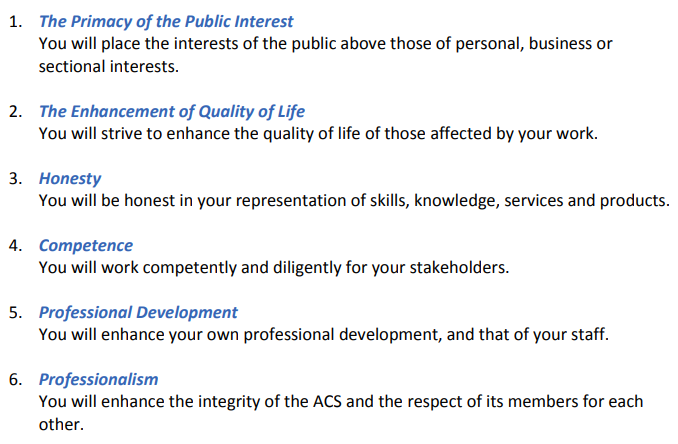 1. The Primacy of the Public Interest
You will place the interests of the public above those of personal, business or
sectional interests.
2. The Enhancement of Quality of Life
You will strive to enhance the quality of life of those affected by your work.
3. Honesty
You will be honest in your representation of skills, knowledge, services and products.
4. Competence
You will work competently and diligently for your stakeholders.
5. Professional Development
You will enhance your own professional development, and that of your staff.
6. Professionalism
You will enhance the integrity of the ACS and the respect of its members for each
other.